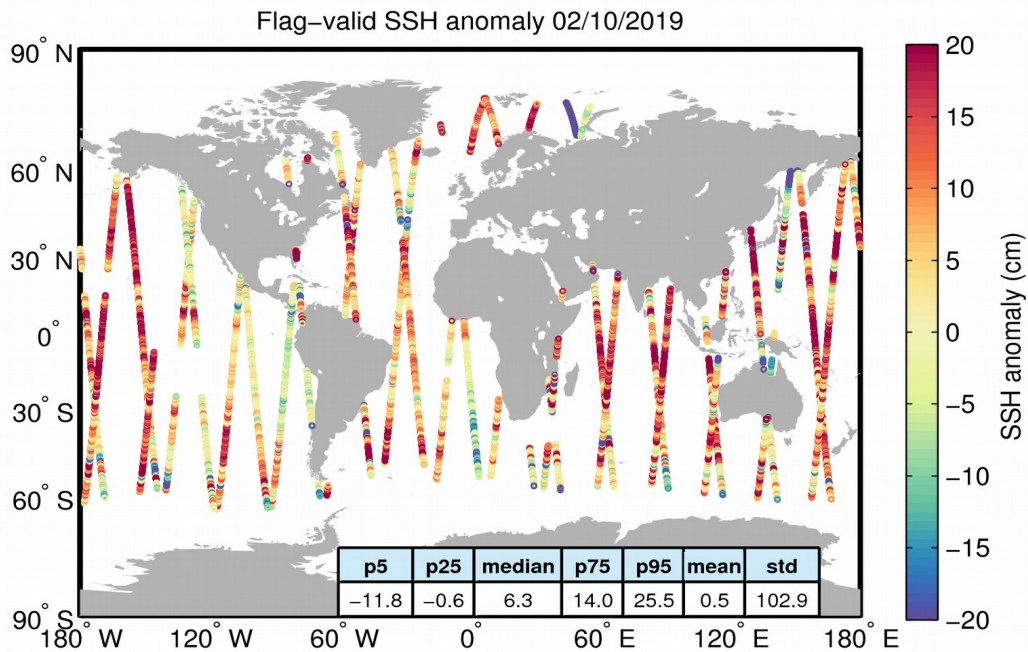 Flag−valid SSH anomaly 02/10/2019
90° N
60° N
30° N
0°
30° S
60° S
90° S
180° W
120° W
60° W
0°
60° E
120° E
180° E
p5 p25 median p75 p95 mean std
−11.8 −0.6 6.3 14.0 25.5 0.5 102.9
20
15
10
5
0
−5
−10
−15
−20
SSH anomaly (cm)